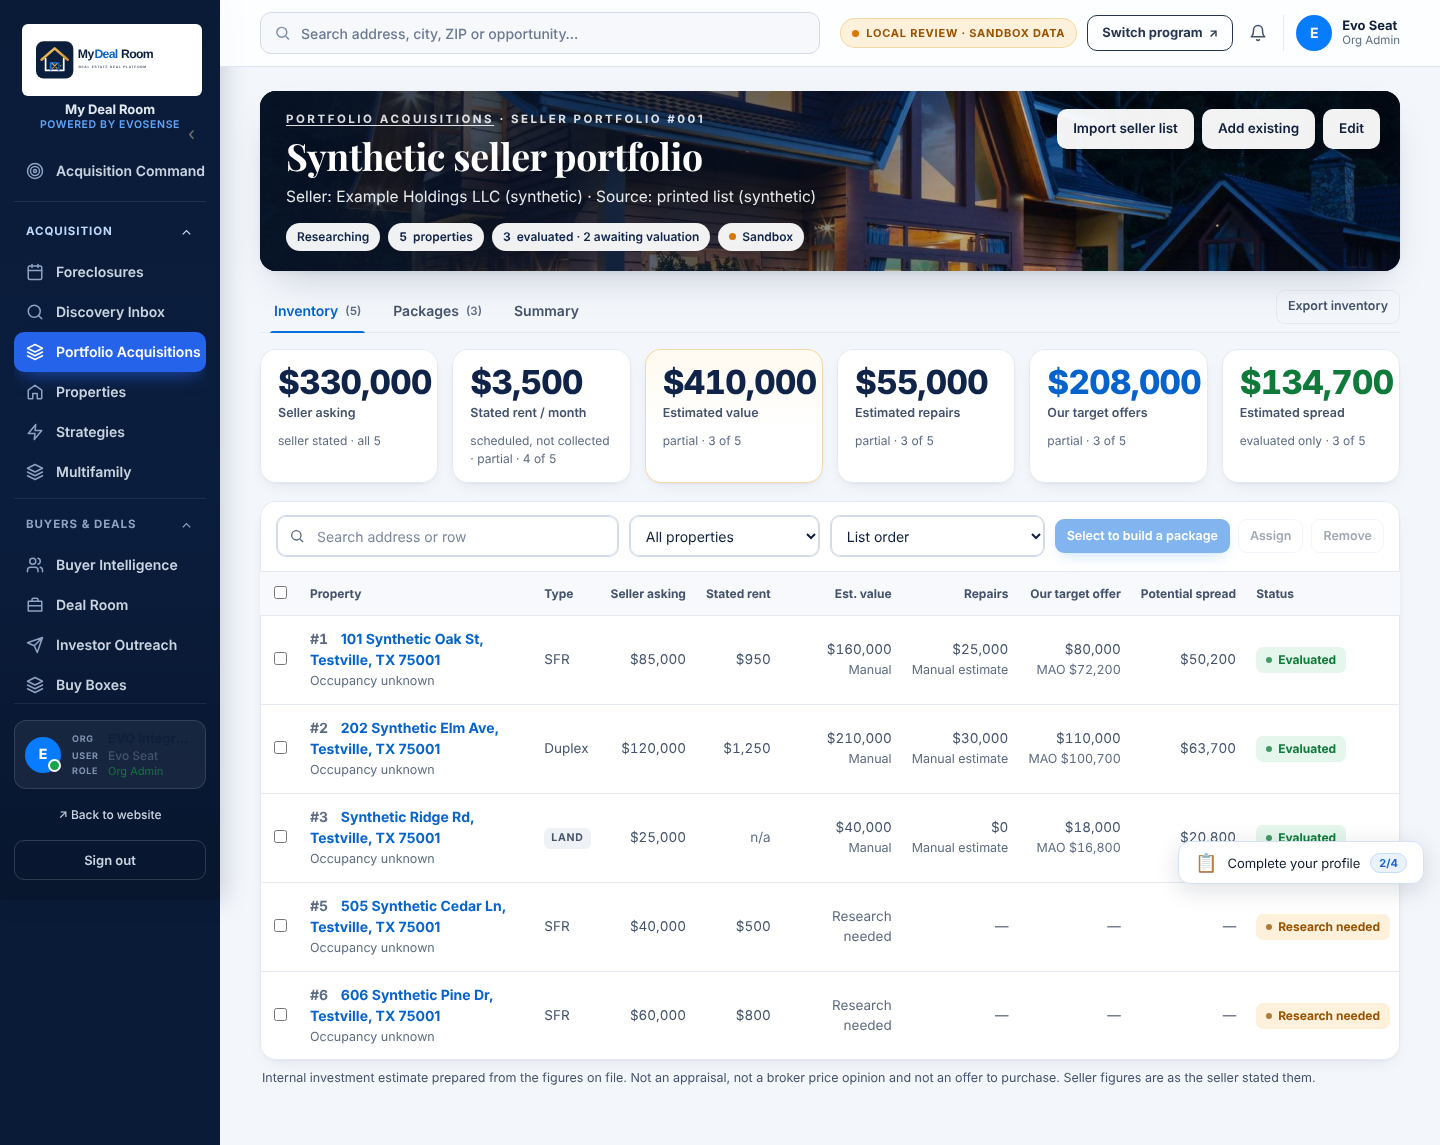 MyDeal Room
REAL ESTATE DEAL PLATFORM
My Deal Room
POWERED BY EVOSENSE
Acquisition Command
ACQUISITION
Foreclosures
Discovery Inbox
Portfolio Acquisitions
Properties
Strategies
Multifamily
BUYERS & DEALS
Buyer Intelligence
Deal Room
Investor Outreach
Buy Boxes
E
ORG EVO Integr...
USER Evo Seat
ROLE Org Admin
↗ Back to website
Sign out
Search address, city, ZIP or opportunity...
LOCAL REVIEW · SANDBOX DATA
Switch program ↗
E
Evo Seat
Org Admin
PORTFOLIO ACQUISITIONS · SELLER PORTFOLIO #001
Import seller list
Add existing
Edit
Synthetic seller portfolio
Seller: Example Holdings LLC (synthetic) · Source: printed list (synthetic)
Researching
5 properties
3 evaluated · 2 awaiting valuation
Sandbox
Inventory (5)
Packages (3)
Summary
Export inventory
$330,000
Seller asking
seller stated · all 5
$3,500
Stated rent / month
scheduled, not collected
· partial · 4 of 5
$410,000
Estimated value
partial · 3 of 5
$55,000
Estimated repairs
partial · 3 of 5
$208,000
Our target offers
partial · 3 of 5
$134,700
Estimated spread
evaluated only · 3 of 5
Search address or row
All properties
List order
Select to build a package
Assign
Remove
Property Type Seller asking Stated rent Est. value Repairs Our target offer Potential spread Status
#1 101 Synthetic Oak St,
Testville, TX 75001
Occupancy unknown
SFR
$85,000
$950
$160,000
Manual
$25,000
Manual estimate
$80,000
MAO $72,200
$50,200
Evaluated
#2 202 Synthetic Elm Ave,
Testville, TX 75001
Occupancy unknown
Duplex
$120,000
$1,250
$210,000
Manual
$30,000
Manual estimate
$110,000
MAO $100,700
$63,700
Evaluated
#3 Synthetic Ridge Rd,
Testville, TX 75001
Occupancy unknown
LAND
$25,000
n/a
$40,000
Manual
$0
Manual estimate
$18,000
MAO $16,800
$20,800
Evaluated
Complete your profile 2/4
#5 505 Synthetic Cedar Ln,
Testville, TX 75001
Occupancy unknown
SFR
$40,000
$500
Research
needed
—
—
—
Research needed
#6 606 Synthetic Pine Dr,
Testville, TX 75001
Occupancy unknown
SFR
$60,000
$800
Research
needed
—
—
—
Research needed
Internal investment estimate prepared from the figures on file. Not an appraisal, not a broker price opinion and not an offer to purchase. Seller figures are as the seller stated them.